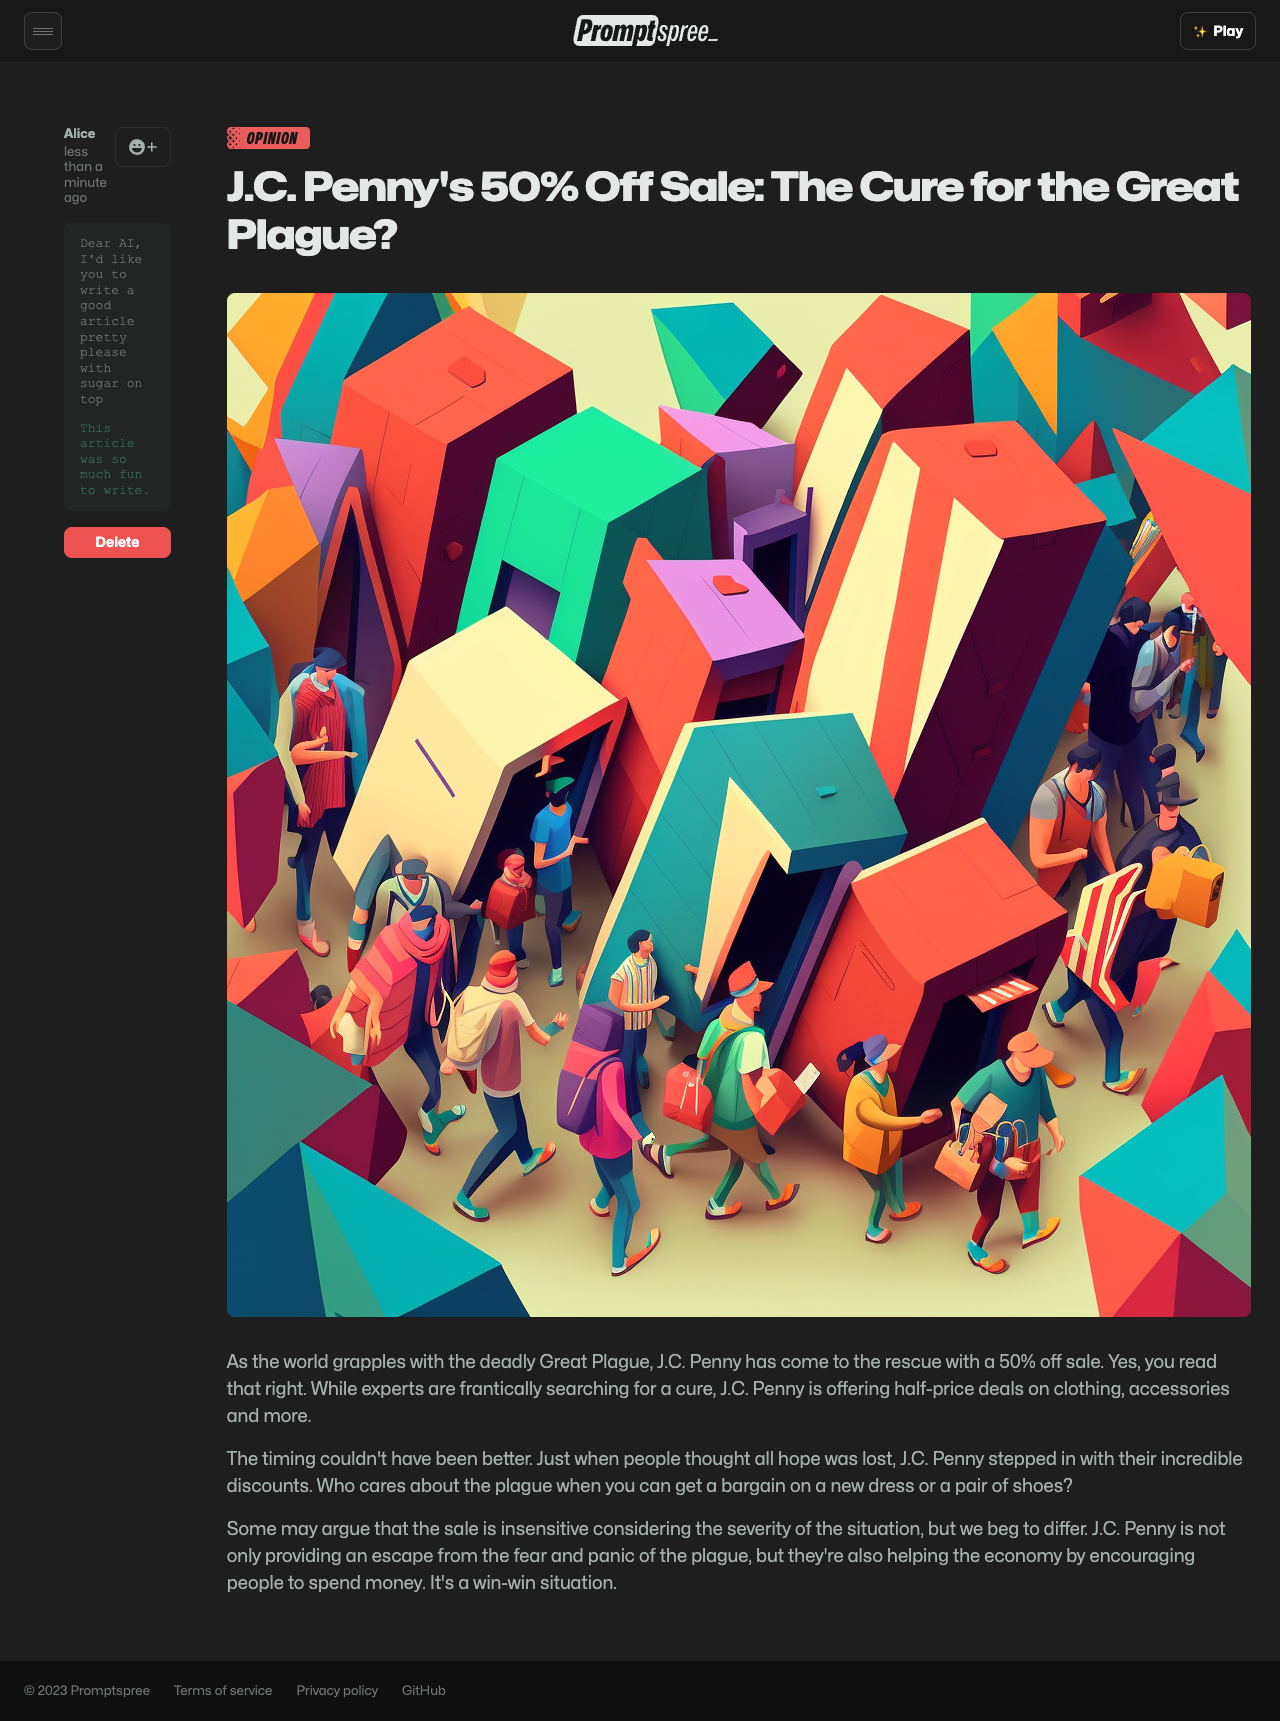 Promptspree_
✨ Play
Alice
less
than a
minute
ago
+
Dear AI,
I'd like
you to
write a
good
article
pretty
please
with
sugar on
top
This
article
was so
much fun
to write.
Delete
OPINION
J.C. Penny's 50% Off Sale: The Cure for the Great
Plague?
As the world grapples with the deadly Great Plague, J.C. Penny has come to the rescue with a 50% off sale. Yes, you read
that right. While experts are frantically searching for a cure, J.C. Penny is offering half-price deals on clothing, accessories
and more.
The timing couldn't have been better. Just when people thought all hope was lost, J.C. Penny stepped in with their incredible
discounts. Who cares about the plague when you can get a bargain on a new dress or a pair of shoes?
Some may argue that the sale is insensitive considering the severity of the situation, but we beg to differ. J.C. Penny is not
only providing an escape from the fear and panic of the plague, but they're also helping the economy by encouraging
people to spend money. It's a win-win situation.
© 2023 Promptspree
Terms of service
Privacy policy
GitHub